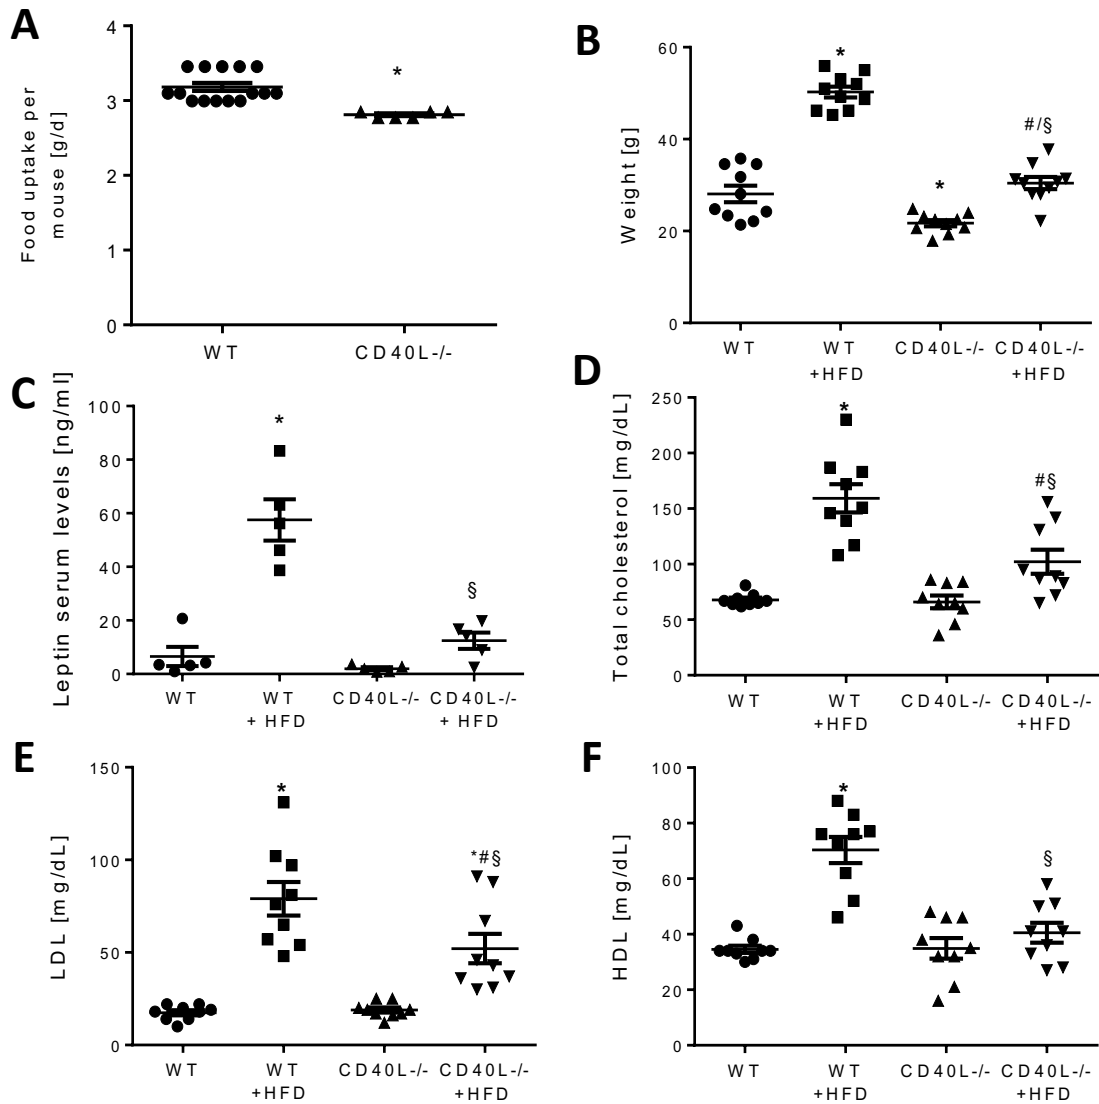 A
Food uptake per
mouse [g/d]
4
3
2
1
0
*
WT
CD40L-/-
B
Weight [g]
60
40
20
0
*
*
#/§
WT
WT
+HFD
CD40L-/-
CD40L-/-
+HFD
C
Leptin serum levels [ng/ml]
100
80
60
40
20
0
*
§
WT
WT
+ HFD
CD40L-/-
CD40L-/-
+ HFD
D
Total cholesterol [mg/dL]
250
200
150
100
50
0
*
#§
WT
WT
+HFD
CD40L-/-
CD40L-/-
+HFD
E
LDL [mg/dL]
150
100
50
0
*
*#§
WT
WT
+HFD
CD40L-/-
CD40L-/-
+HFD
F
HDL [mg/dL]
100
80
60
40
20
0
*
§
WT
WT
+HFD
CD40L-/-
CD40L-/-
+HFD